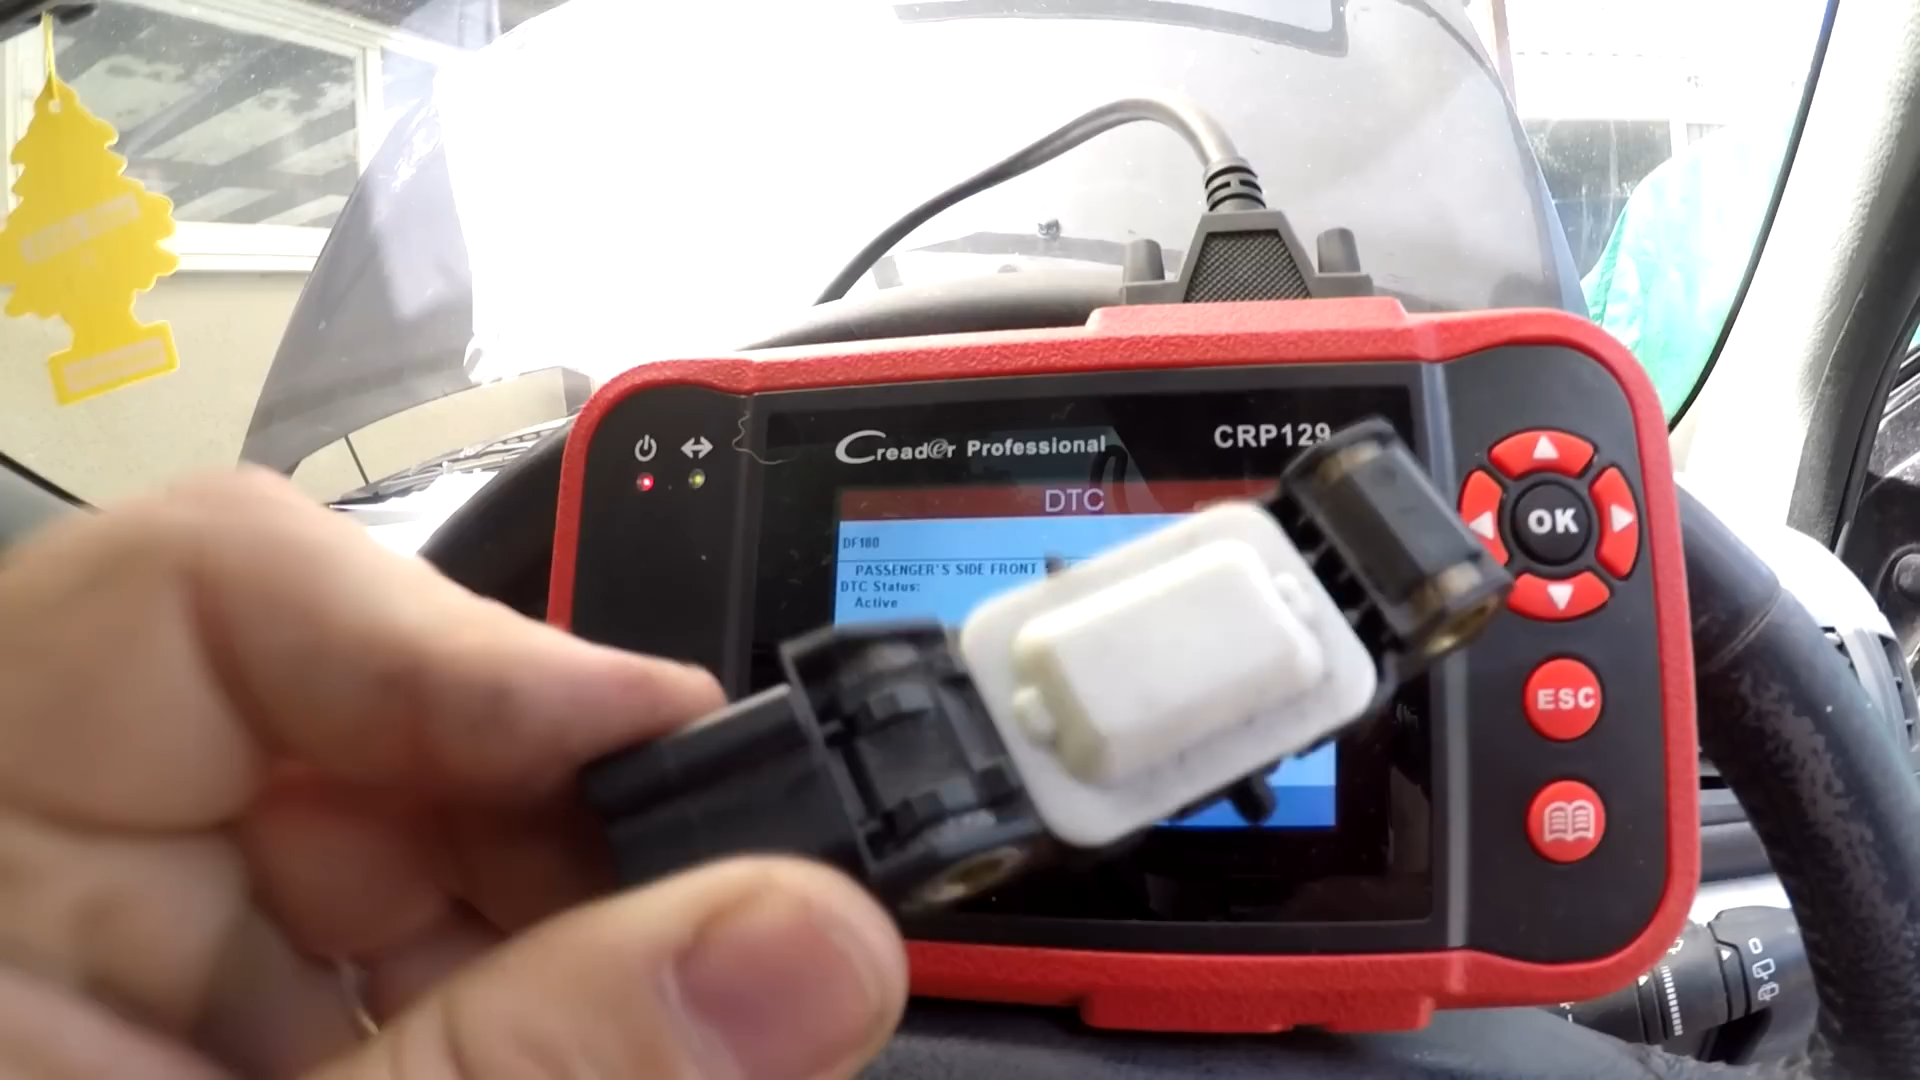 Creader Professional
CRP129
DTC
DF180
PASSENGER'S SIDE FRONT
DTC Status:
Active
OK
ESC